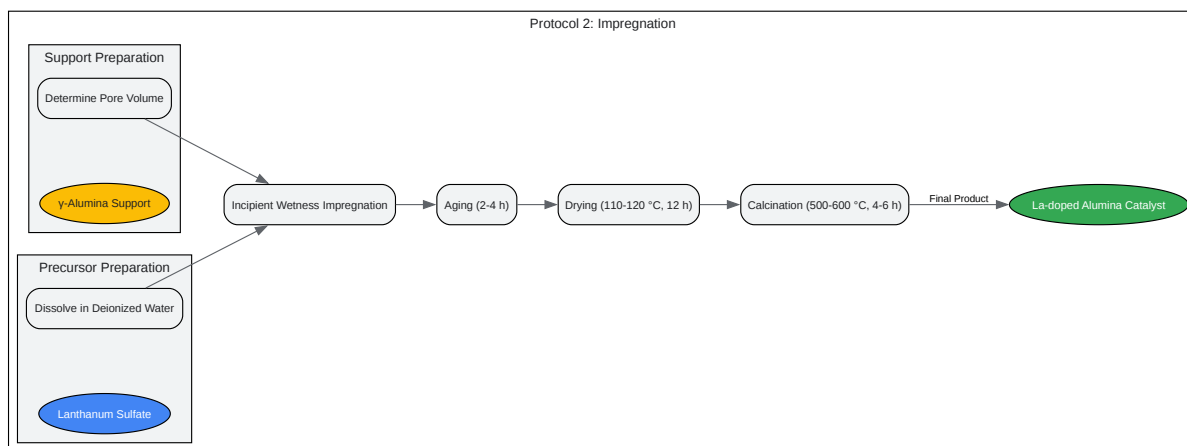 Protocol 2: Impregnation
Support Preparation
Determine Pore Volume
γ-Alumina Support
Incipient Wetness Impregnation
Aging (2-4 h)
Drying (110-120 °C, 12 h)
Calcination (500-600 °C, 4-6 h)
Final Product
La-doped Alumina Catalyst
Precursor Preparation
Dissolve in Deionized Water
Lanthanum Sulfate